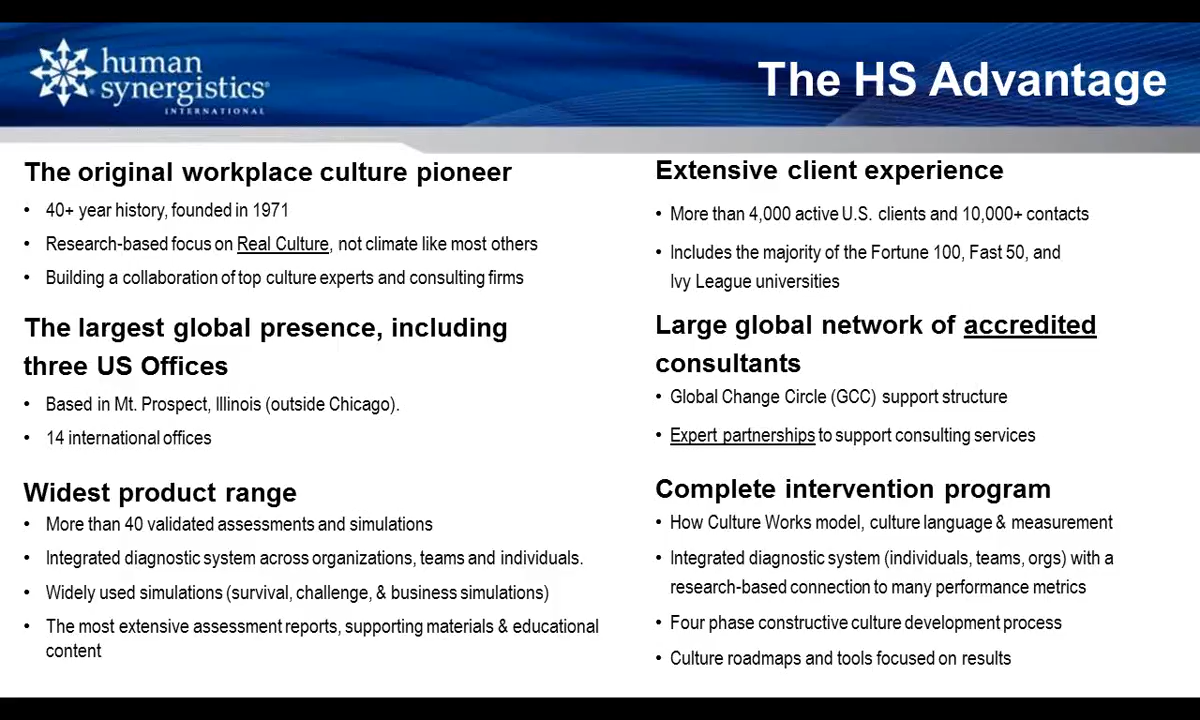 human
synergistics®
INTERNATIONAL
The HS Advantage
The original workplace culture pioneer
• 40+ year history, founded in 1971
• Research-based focus on Real Culture, not climate like most others
• Building a collaboration of top culture experts and consulting firms
The largest global presence, including
three US Offices
• Based in Mt. Prospect, Illinois (outside Chicago).
• 14 international offices
Widest product range
• More than 40 validated assessments and simulations
• Integrated diagnostic system across organizations, teams and individuals.
• Widely used simulations (survival, challenge, & business simulations)
• The most extensive assessment reports, supporting materials & educational
content
Extensive client experience
• More than 4,000 active U.S. clients and 10,000+ contacts
• Includes the majority of the Fortune 100, Fast 50, and
Ivy League universities
Large global network of accredited
consultants
• Global Change Circle (GCC) support structure
• Expert partnerships to support consulting services
Complete intervention program
• How Culture Works model, culture language & measurement
• Integrated diagnostic system (individuals, teams, orgs) with a
research-based connection to many performance metrics
• Four phase constructive culture development process
• Culture roadmaps and tools focused on results